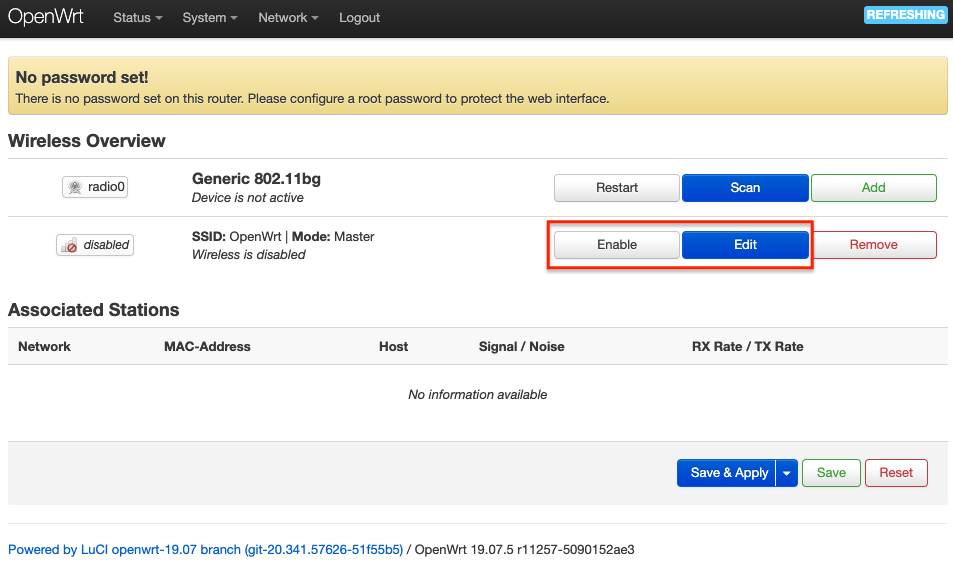 OpenWrt Status System Network Logout REFRESHING
No password set!
There is no password set on this router. Please configure a root password to protect the web interface.
Wireless Overview
radio0 Generic 802.11bg Restart Scan Add
Device is not active
disabled SSID: OpenWrt | Mode: Master Enable Edit Remove
Wireless is disabled
Associated Stations
Network MAC-Address Host Signal / Noise RX Rate / TX Rate
No information available
Save & Apply Save Reset
Powered by LuCI openwrt-19.07 branch (git-20.341.57626-51f55b5) / OpenWrt 19.07.5 r11257-5090152ae3